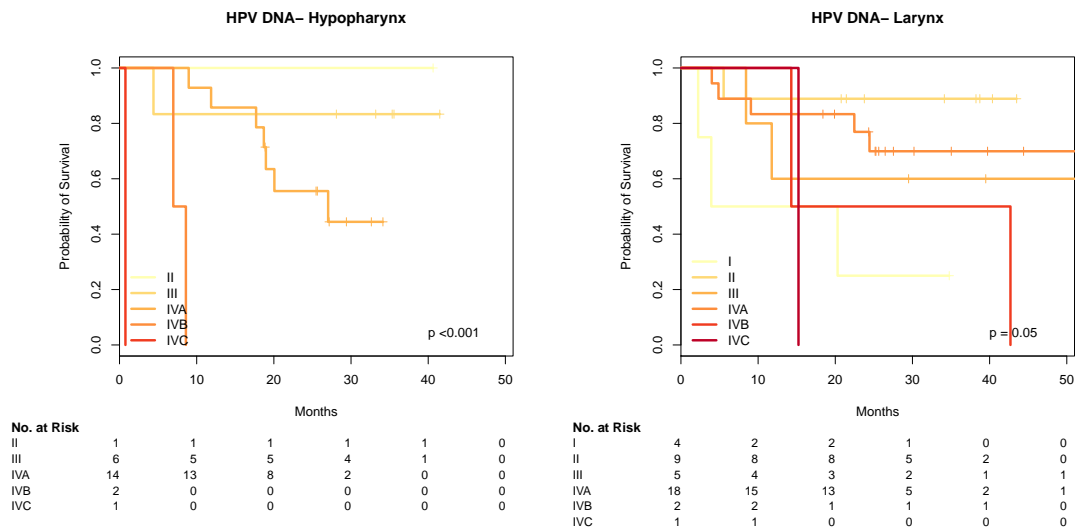 HPV DNA− Hypopharynx
Probability of Survival
1.0
0.8
0.6
0.4
0.2
0.0
II
III
IVA
IVB
IVC
p <0.001
0 10 20 30 40 50
Months
No. at Risk
II 1 1 1 1 1 0
III 6 5 5 4 1 0
IVA 14 13 8 2 0 0
IVB 2 0 0 0 0 0
IVC 1 0 0 0 0 0
HPV DNA− Larynx
Probability of Survival
1.0
0.8
0.6
0.4
0.2
0.0
I
II
III
IVA
IVB
IVC
p = 0.05
0 10 20 30 40 50
Months
No. at Risk
I 4 2 2 1 0 0
II 9 8 8 5 2 0
III 5 4 3 2 1 1
IVA 18 15 13 5 2 1
IVB 2 2 1 1 1 0
IVC 1 1 0 0 0 0